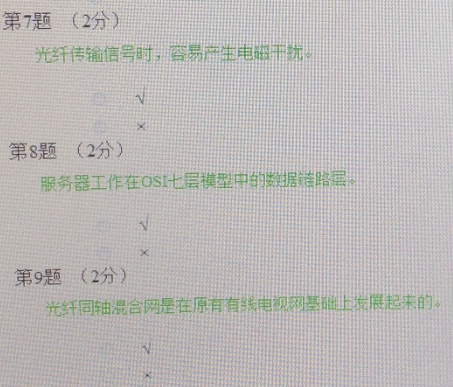 第7题 （2分）
光纤传输信号时，容易产生电磁干扰。
√
×
第8题 （2分）
服务器工作在OSI七层模型中的数据链路层。
√
×
第9题 （2分）
光纤同轴混合网是在原有有线电视网基础上发展起来的。
√
×